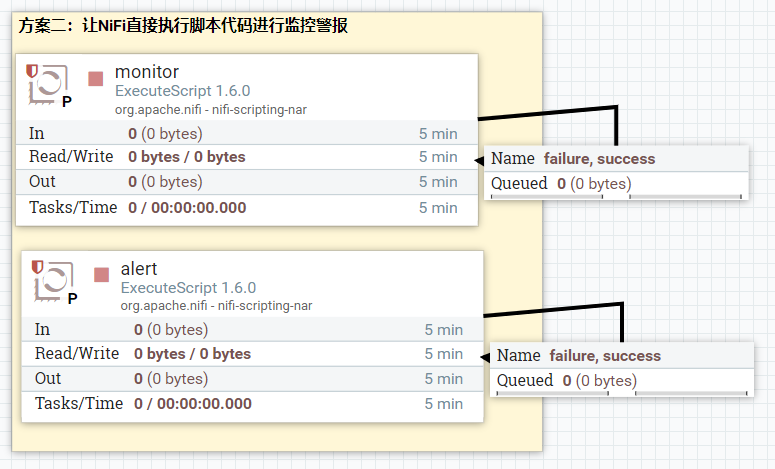 方案二：让NiFi直接执行脚本代码进行监控警报
monitor
ExecuteScript 1.6.0
org.apache.nifi - nifi-scripting-nar
P
In 0 (0 bytes) 5 min
Read/Write 0 bytes / 0 bytes 5 min
Out 0 (0 bytes) 5 min
Tasks/Time 0 / 00:00:00.000 5 min
Name failure, success
Queued 0 (0 bytes)
alert
ExecuteScript 1.6.0
org.apache.nifi - nifi-scripting-nar
P
In 0 (0 bytes) 5 min
Read/Write 0 bytes / 0 bytes 5 min
Out 0 (0 bytes) 5 min
Tasks/Time 0 / 00:00:00.000 5 min
Name failure, success
Queued 0 (0 bytes)